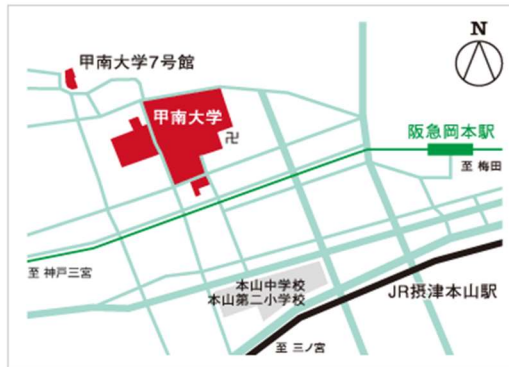 N
甲南大学7号館
甲南大学
卍
阪急岡本駅
至 梅田
至 神戸三宮
本山中学校
本山第二小学校
JR摂津本山駅
至 三ノ宮